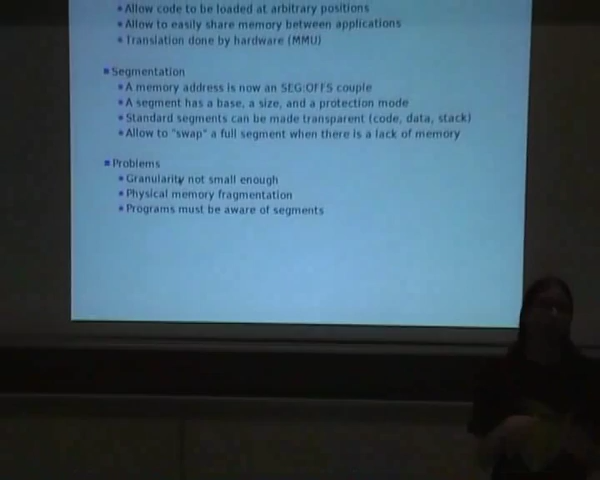 Allow code to be loaded at arbitrary positions
Allow to easily share memory between applications
Translation done by hardware (MMU)
Segmentation
A memory address is now an SEG:OFFS couple
A segment has a base, a size, and a protection mode
Standard segments can be made transparent (code, data, stack)
Allow to "swap" a full segment when there is a lack of memory
Problems
Granularity not small enough
Physical memory fragmentation
Programs must be aware of segments